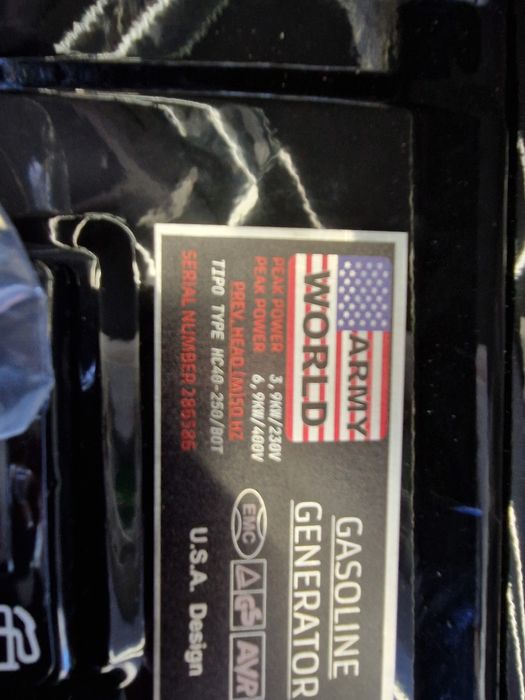 ARMY
WORLD
GASOLINE
GENERATOR
PEAK POWER 3,9KW/230V
PEAK POWER 6,9KW/400V
PREV. HEAD(M)50 HZ
TIPO TYPE HC40-250/80T
SERIAL NUMBER
EMC
GS
AVR
U.S.A. Design